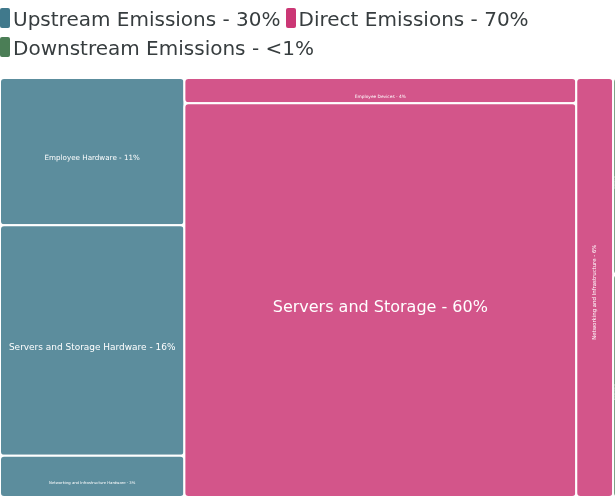 Upstream Emissions - 30% Direct Emissions - 70%
Downstream Emissions - <1%
Employee Hardware - 11%
Servers and Storage Hardware - 16%
Networking and Infrastructure Hardware - 3%
Employee Devices - 4%
Servers and Storage - 60%
Networking and Infrastructure - 6%